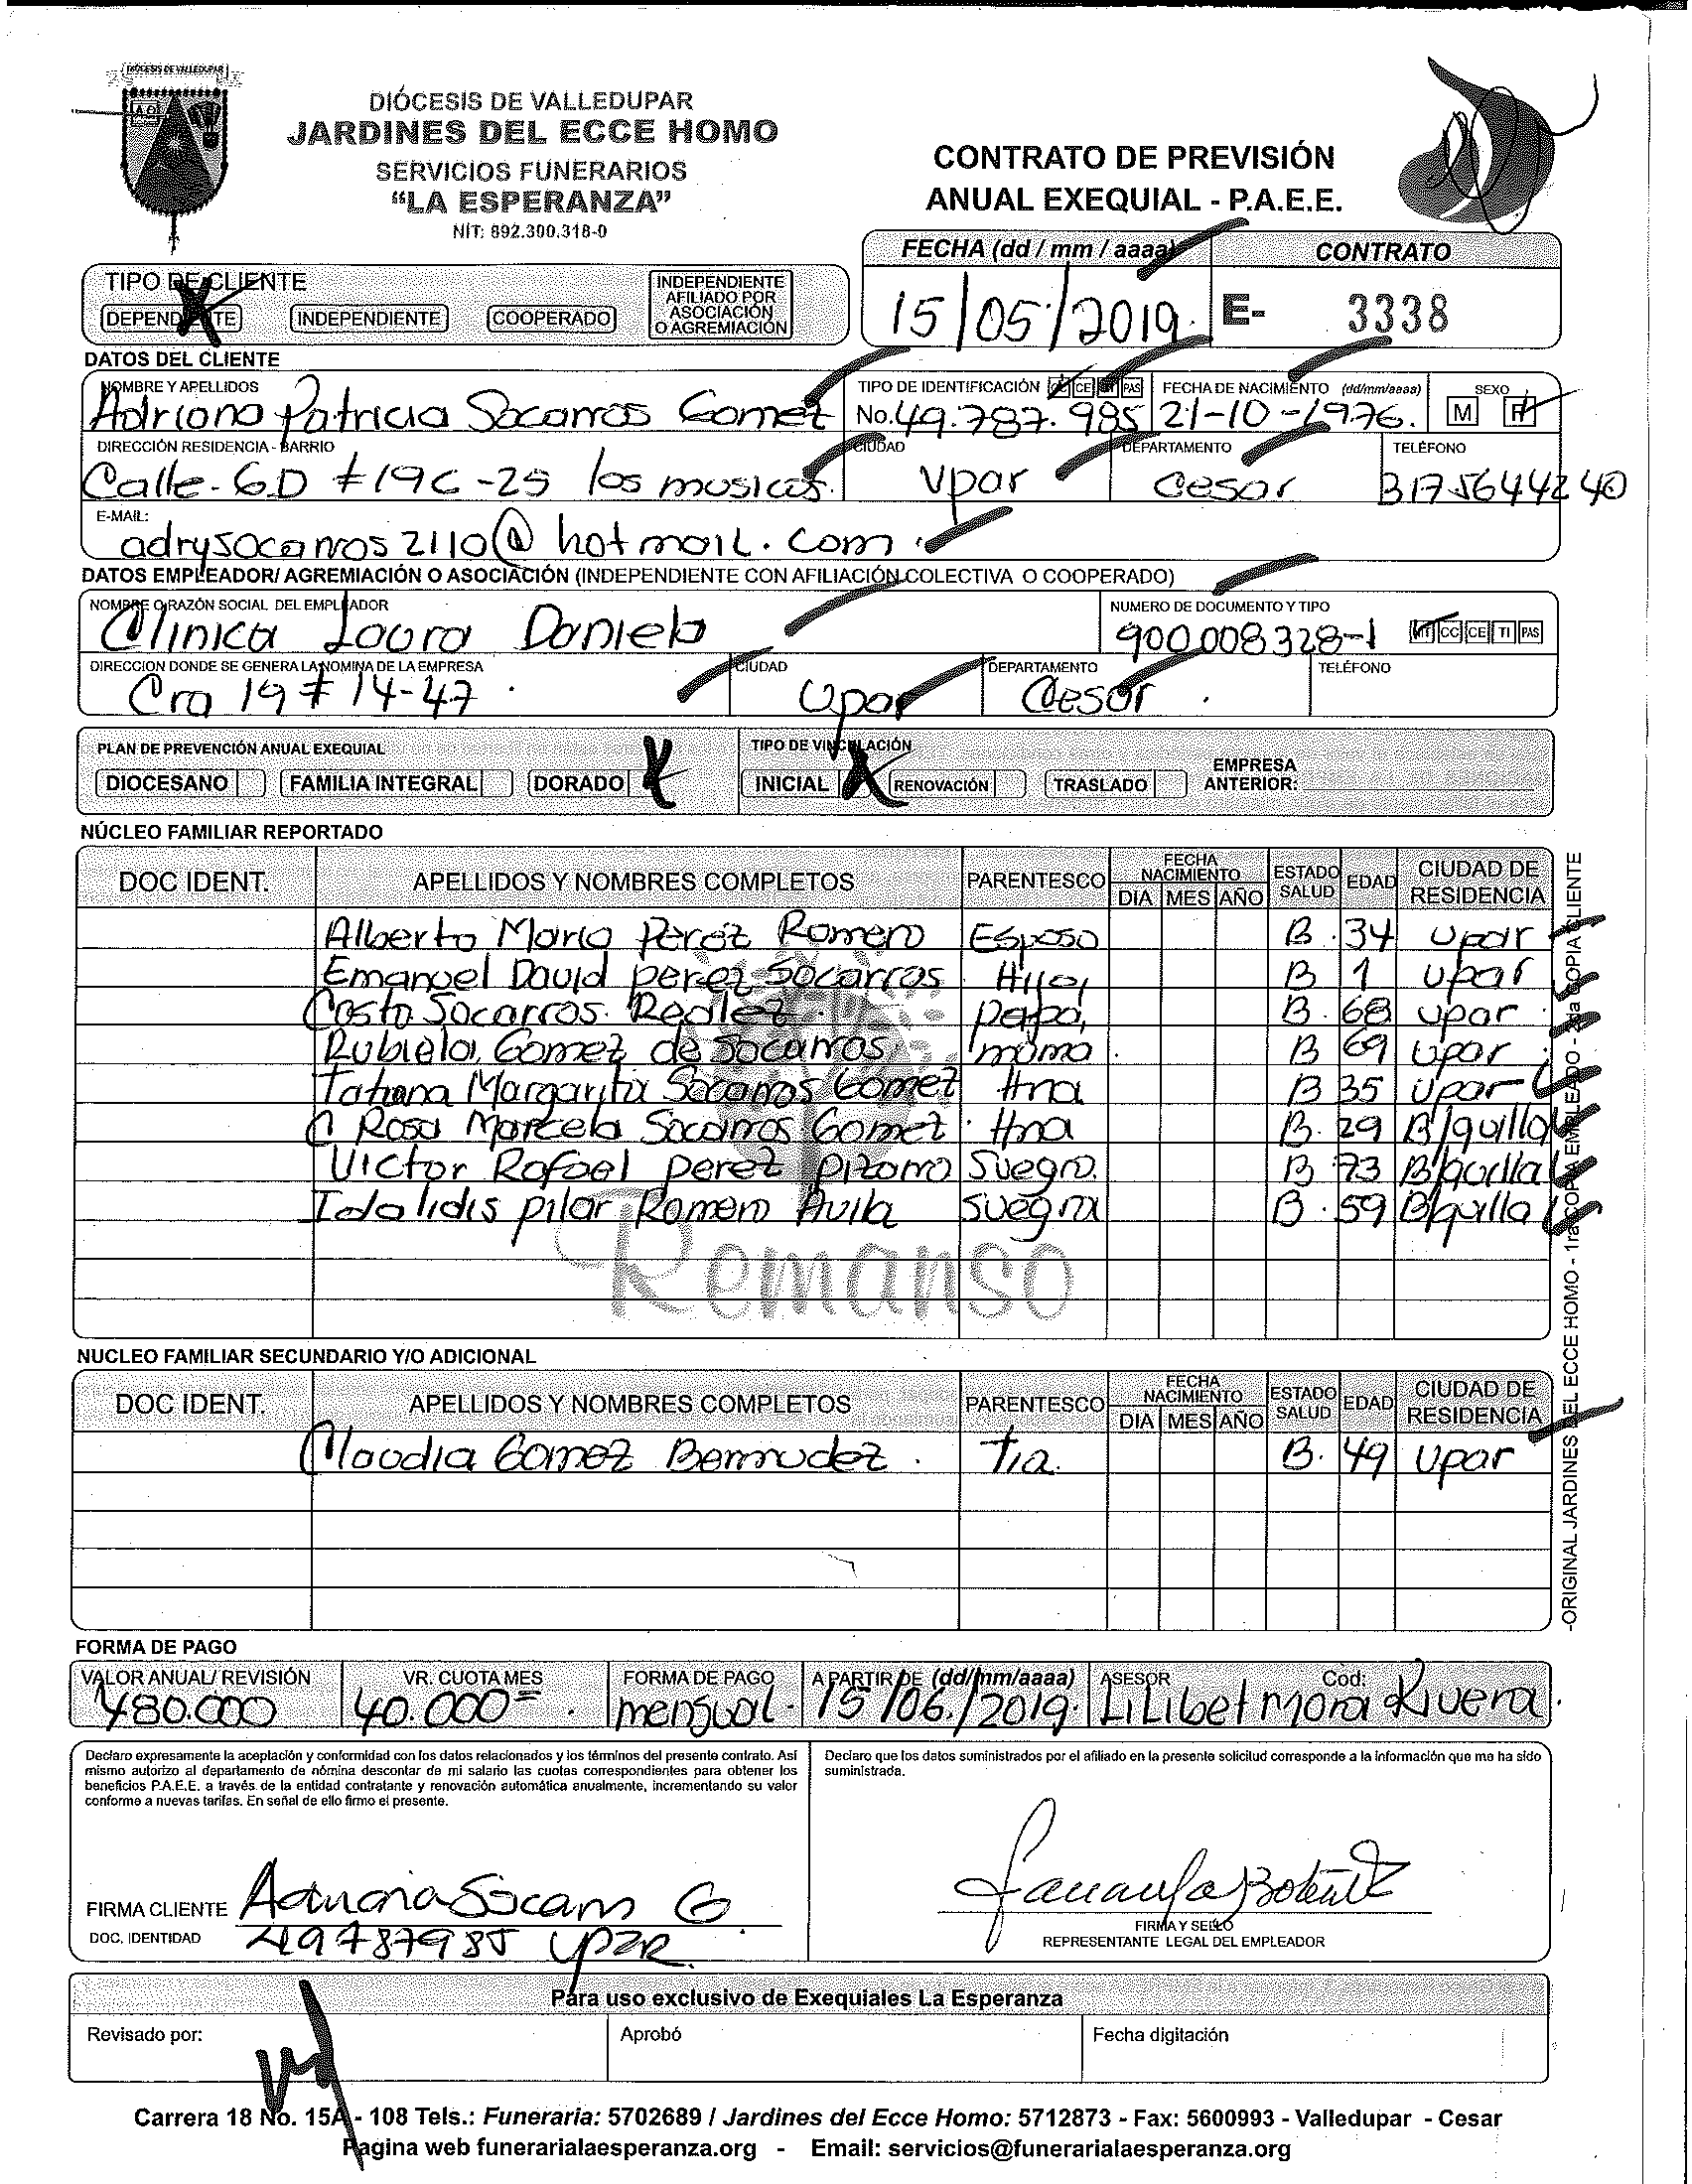 DIÓCESIS DE VALLEDUPAR
DIÓCESIS DE VALLEDUPAR
JARDINES DEL ECCE HOMO
SERVICIOS FUNERARIOS
“LA ESPERANZA”
NIT: 892.300.318-0
CONTRATO DE PREVISIÓN
ANUAL EXEQUIAL - P.A.E.E.
FECHA (dd / mm / aaaa) CONTRATO
15/05/2019. E- 3338
TIPO DE CLIENTE
DEPENDIENTE INDEPENDIENTE COOPERADO INDEPENDIENTE AFILIADO POR ASOCIACIÓN O AGREMIACIÓN
DATOS DEL CLIENTE
NOMBRE Y APELLIDOS TIPO DE IDENTIFICACIÓN CC CE TI PAS FECHA DE NACIMIENTO (dd/mm/aaaa) SEXO
Adriana Patricia Socarros Gomez No. 49.787.985 21-10-1976. M F
DIRECCIÓN RESIDENCIA - BARRIO CIUDAD DEPARTAMENTO TELÉFONO
Calle-6D #19C-25 los musicos. Vpar Cesar 3175644240
E-MAIL:
adrysocarros2110@hotmail.com.
DATOS EMPLEADOR/ AGREMIACIÓN O ASOCIACIÓN (INDEPENDIENTE CON AFILIACIÓN COLECTIVA O COOPERADO)
NOMBRE O RAZÓN SOCIAL DEL EMPLEADOR NUMERO DE DOCUMENTO Y TIPO
Clinica Laura Daniela 900.008328-1 NIT CC CE TI PAS
DIRECCION DONDE SE GENERA LA NOMINA DE LA EMPRESA CIUDAD DEPARTAMENTO TELÉFONO
Cra 19 # 14-47 Upar Cesar
PLAN DE PREVENCIÓN ANUAL EXEQUIAL TIPO DE VINCULACIÓN
DIOCESANO FAMILIA INTEGRAL DORADO X INICIAL X RENOVACIÓN TRASLADO EMPRESA ANTERIOR:
NÚCLEO FAMILIAR REPORTADO
DOC IDENT. APELLIDOS Y NOMBRES COMPLETOS PARENTESCO FECHA NACIMIENTO DIA MES AÑO ESTADO SALUD EDAD CIUDAD DE RESIDENCIA
Alberto Mario Perez Romero Esposo B. 34 Upar
Emanuel David perez Socarros Hijo, B 1 upar
Costo Socarros. Redlez. papa, B. 68 upar
Rubiela Gomez de Socarros. mama B 69 Upar
Tatiana Margarita Socarros Gomez Hna B 35 Upar
Rosa Marcela Socarros Gomez Hna B. 29 B/quilla
Victor Rafael perez pizarro Suegro. B 73 B/quilla
Idalidis pilar Romero Avila suegra B. 59 B/quilla
Remanso
NUCLEO FAMILIAR SECUNDARIO Y/O ADICIONAL
DOC IDENT. APELLIDOS Y NOMBRES COMPLETOS PARENTESCO FECHA NACIMIENTO DIA MES AÑO ESTADO SALUD EDAD CIUDAD DE RESIDENCIA
Claudia Gomez Bermudez. Tia. B. 49 Upar
-ORIGINAL JARDINES DEL ECCE HOMO - 1ra COPIA EMPLEADO - 2da COPIA CLIENTE
FORMA DE PAGO
VALOR ANUAL/ REVISIÓN VR. CUOTA MES FORMA DE PAGO A PARTIR DE (dd/mm/aaaa) ASESOR Cód:
480.000 40.000= mensual- 15/06/2019. Lilibet Mora Rivera.
Declaro expresamente la aceptación y conformidad con los datos relacionados y los términos del presente contrato. Así
mismo autorizo al departamento de nómina descontar de mi salario las cuotas correspondientes para obtener los
beneficios P.A.E.E. a través de la entidad contratante y renovación automática anualmente, incrementando su valor
conforme a nuevas tarifas. En señal de ello firmo el presente.
Declaro que los datos suministrados por el afiliado en la presente solicitud corresponde a la información que me ha sido
suministrada.
FIRMA CLIENTE Adriana Socarros G
DOC. IDENTIDAD 49787985 VPAR
FIRMA Y SELLO
REPRESENTANTE LEGAL DEL EMPLEADOR
Para uso exclusivo de Exequiales La Esperanza
Revisado por: Aprobó Fecha digitación
Carrera 18 No. 15A - 108 Tels.: Funeraria: 5702689 / Jardines del Ecce Homo: 5712873 - Fax: 5600993 - Valledupar - Cesar
Pagina web funerarialaesperanza.org - Email: servicios@funerarialaesperanza.org